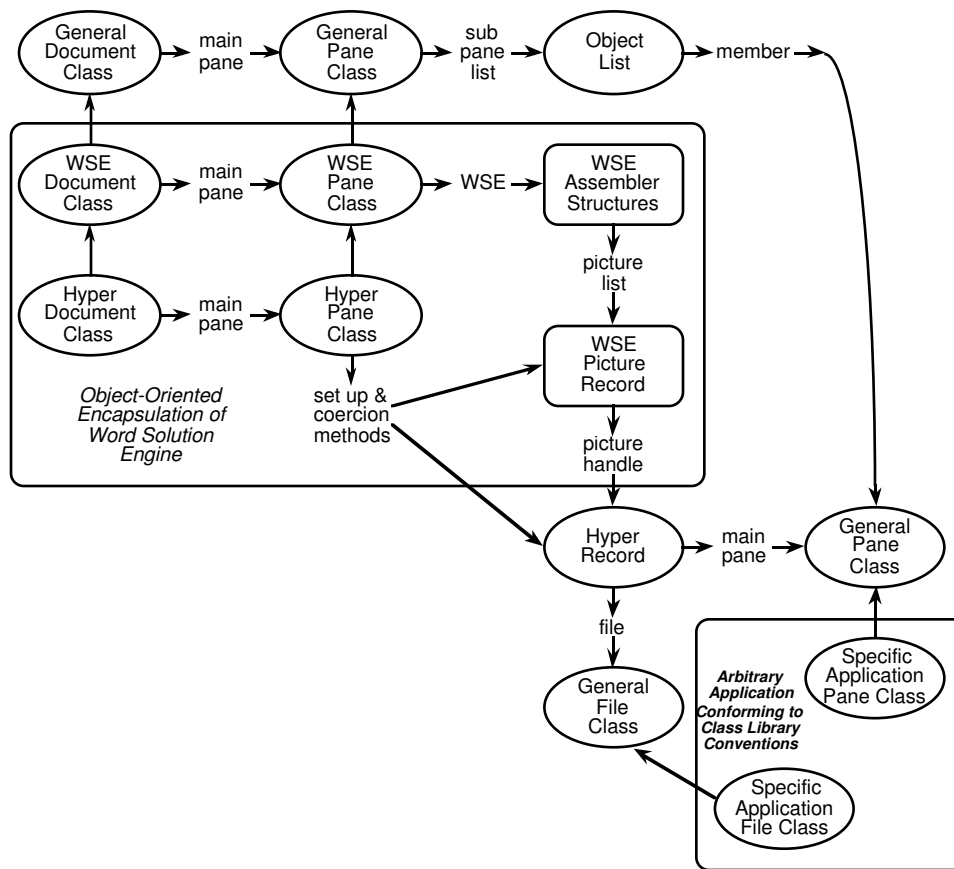 General
Document
Class
main
pane
General
Pane
Class
sub
pane
list
Object
List
member
WSE
Document
Class
main
pane
WSE
Pane
Class
WSE
WSE
Assembler
Structures
picture
list
Hyper
Document
Class
main
pane
Hyper
Pane
Class
WSE
Picture
Record
Object-Oriented
Encapsulation of
Word Solution
Engine
set up &
coercion
methods
picture
handle
Hyper
Record
main
pane
General
Pane
Class
file
General
File
Class
Arbitrary
Application
Conforming to
Class Library
Conventions
Specific
Application
Pane Class
Specific
Application
File Class